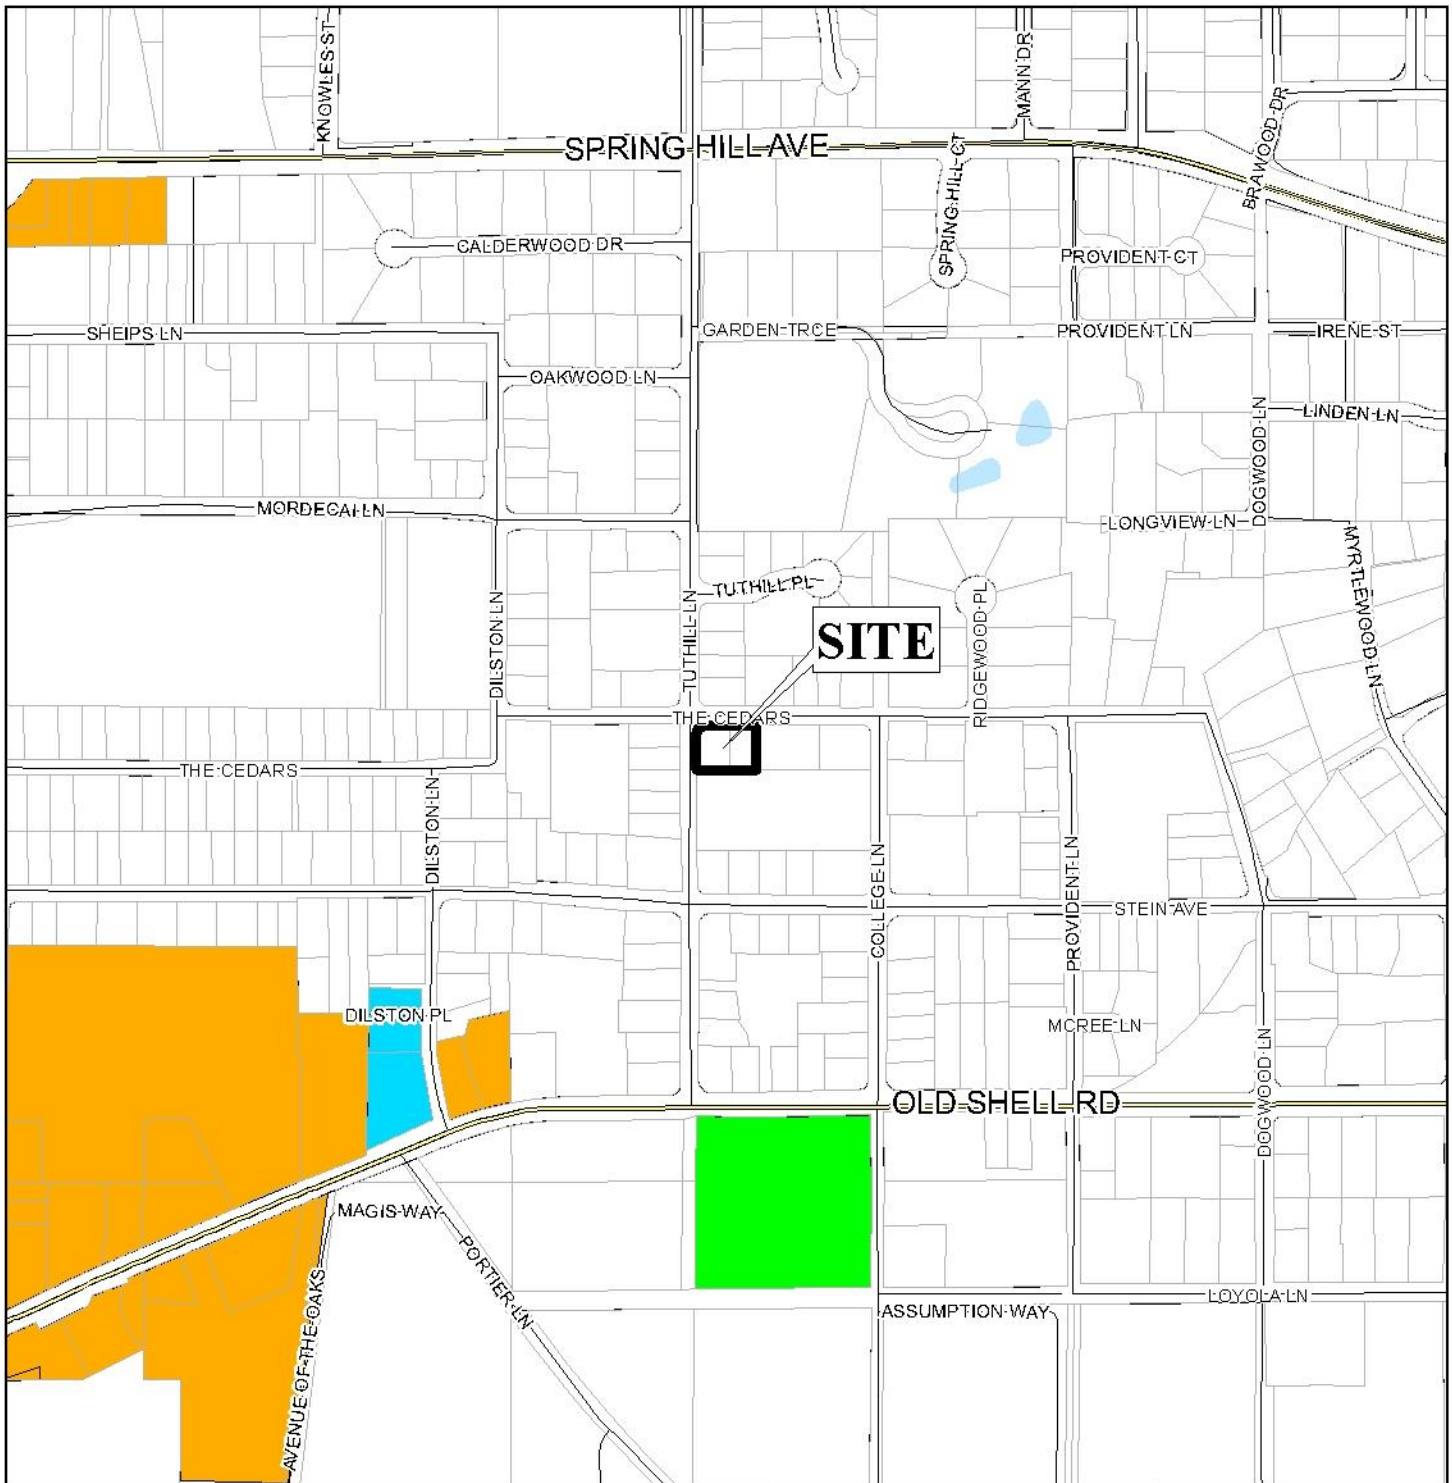 KNOWLES ST
MANN DR
SPRING HILL AVE
SPRING HILL CT
BRAWOOD DR
CALDERWOOD DR
PROVIDENT CT
SHEIPS LN
GARDEN TRCE
PROVIDENT LN
IRENE ST
OAKWOOD LN
LINDEN LN
DOGWOOD LN
MORDECAI LN
LONGVIEW LN
MYRTLEWOOD LN
DILSTON LN
TUTHILL LN
TUTHILL PL
RIDGEWOOD PL
SITE
THE CEDARS
THE CEDARS
DILSTON LN
COLLEGE LN
PROVIDENT LN
STEIN AVE
DILSTON PL
MCREE LN
OLD SHELL RD
DOGWOOD LN
MAGIS WAY
PORTIER LN
AVENUE OF THE OAKS
ASSUMPTION WAY
LOYOLA LN